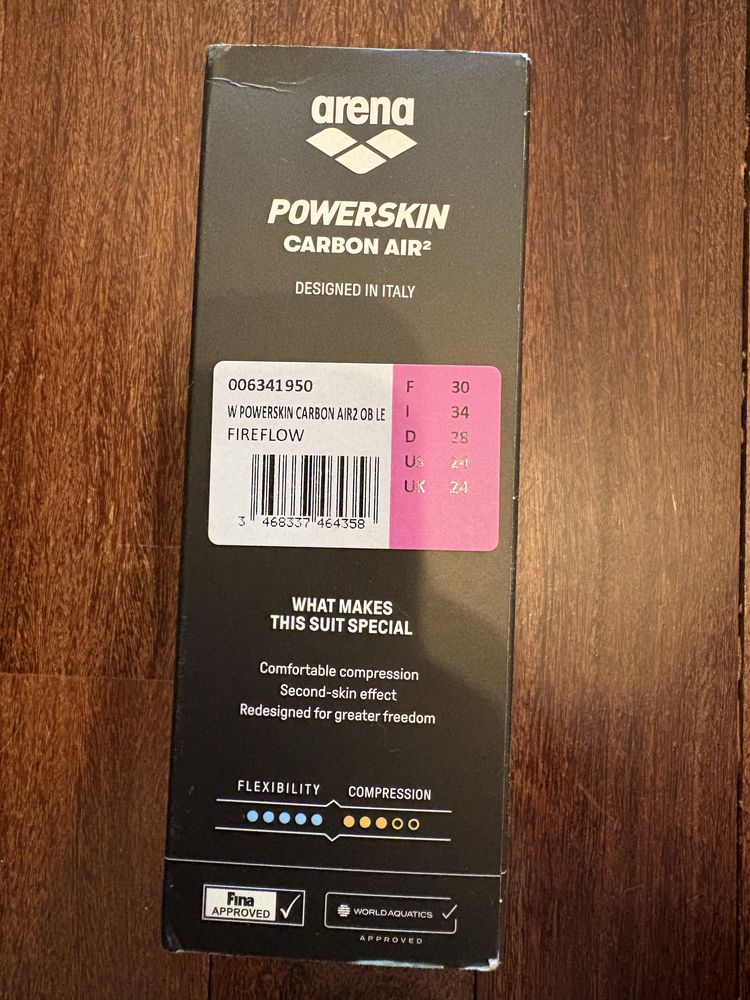 arena
POWERSKIN
CARBON AIR²
DESIGNED IN ITALY
006341950
W POWERSKIN CARBON AIR2 OB LE
FIREFLOW
3 468337 464358
F 30
I 34
D 38
US 24
UK 24
WHAT MAKES
THIS SUIT SPECIAL
Comfortable compression
Second-skin effect
Redesigned for greater freedom
FLEXIBILITY COMPRESSION
Fina
APPROVED
WORLD AQUATICS
APPROVED